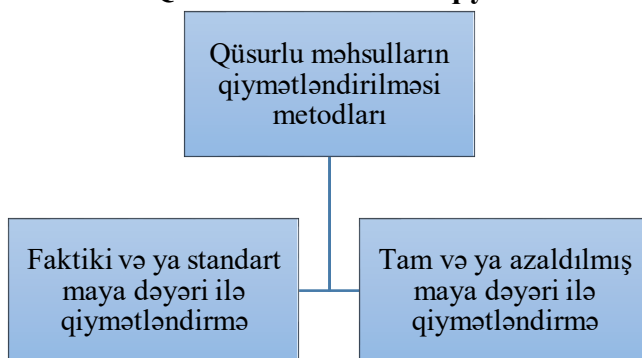 Qüsurlu məhsulların
qiymətləndirilməsi
metodları
Faktiki və ya standart
maya dəyəri ilə
qiymətləndirmə
Tam və ya azaldılmış
maya dəyəri ilə
qiymətləndirmə